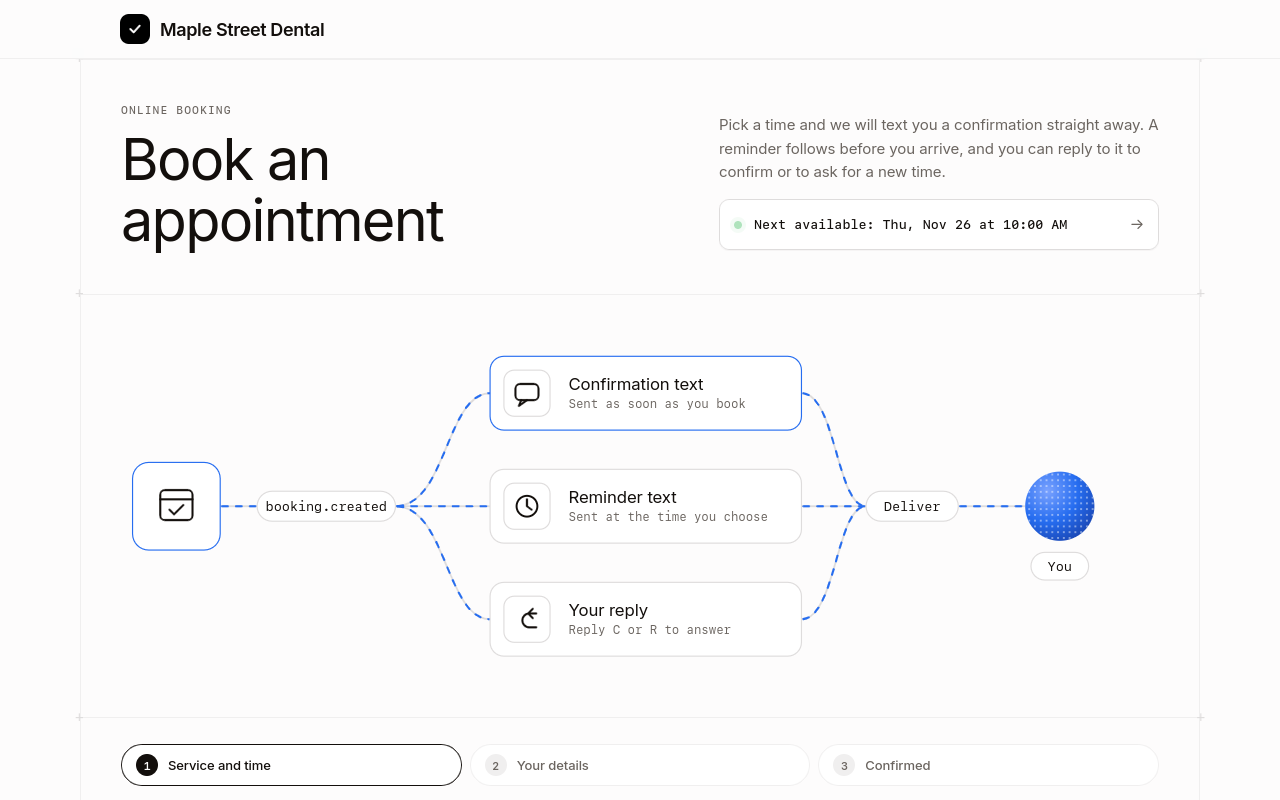 Maple Street Dental
ONLINE BOOKING
Book an
appointment
Pick a time and we will text you a confirmation straight away. A
reminder follows before you arrive, and you can reply to it to
confirm or to ask for a new time.
Next available: Thu, Nov 26 at 10:00 AM
booking.created
Confirmation text
Sent as soon as you book
Reminder text
Sent at the time you choose
Your reply
Reply C or R to answer
Deliver
You
1 Service and time
2 Your details
3 Confirmed